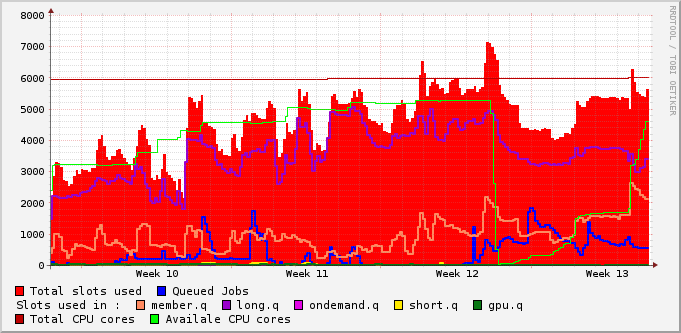 8000
7000
6000
5000
4000
3000
2000
1000
0
Week 10 Week 11 Week 12 Week 13
RRDTOOL / TOBI OETIKER
Total slots used Queued Jobs
Slots used in : member.q long.q ondemand.q short.q gpu.q
Total CPU cores Availale CPU cores